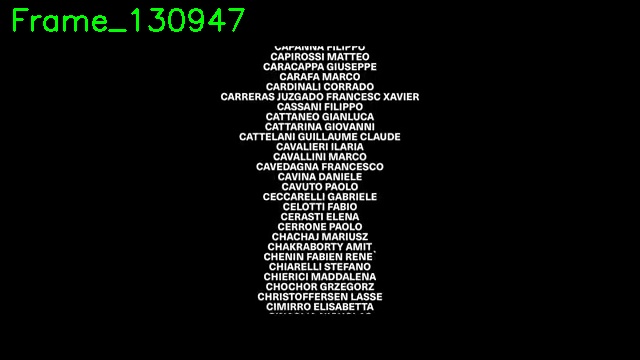 Frame_130947
CAPANNA FILIPPO
CAPIROSSI MATTEO
CARACAPPA GIUSEPPE
CARAFA MARCO
CARDINALI CORRADO
CARRERAS JUZGADO FRANCESC XAVIER
CASSANI FILIPPO
CATTANEO GIANLUCA
CATTARINA GIOVANNI
CATTELANI GUILLAUME CLAUDE
CAVALIERI ILARIA
CAVALLINI MARCO
CAVEDAGNA FRANCESCO
CAVINA DANIELE
CAVUTO PAOLO
CECCARELLI GABRIELE
CELOTTI FABIO
CERASTI ELENA
CERRONE PAOLO
CHACHAJ MARIUSZ
CHAKRABORTY AMIT
CHENIN FABIEN RENE`
CHIARELLI STEFANO
CHIERICI MADDALENA
CHOCHOR GRZEGORZ
CHRISTOFFERSEN LASSE
CIMIRRO ELISABETTA